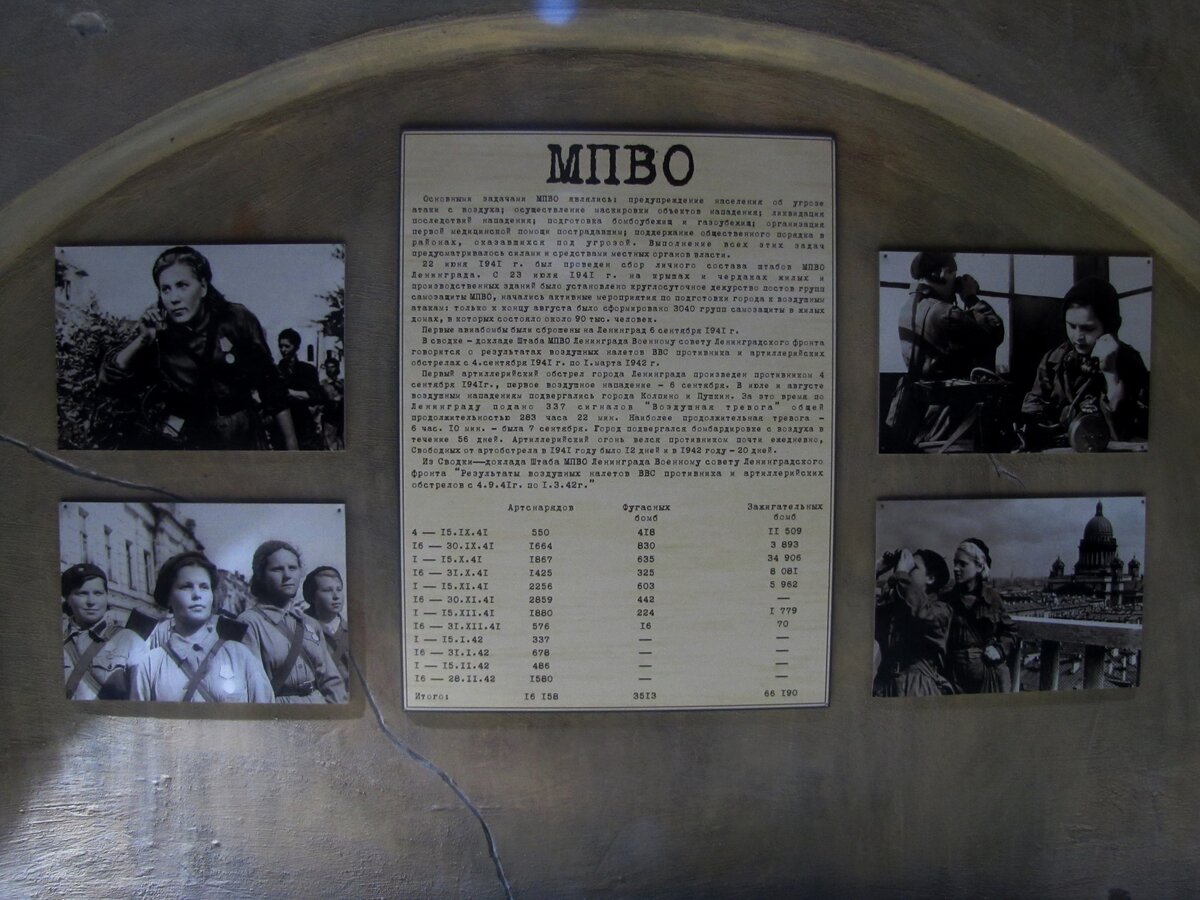 МПВО
Основными задачами МПВО являлись: предупреждение населения об угрозе
атаки с воздуха; осуществление маскировки объектов нападения; ликвидация
последствий нападения; подготовка бомбоубежищ и газоубежищ; организация
первой медицинской помощи пострадавшим; поддержание общественного порядка в
районах, оказавшихся под угрозой. Выполнение всех этих задач
предусматривалось силами и средствами местных органов власти.
22 июня 1941 г. был проведен сбор личного состава штабов МПВО
Ленинграда. С 23 июля 1941 г. на крышах и чердаках жилых и
производственных зданий было установлено круглосуточное дежурство постов групп
самозащиты МПВО, начались активные мероприятия по подготовки города к воздушным
атакам: только к концу августа было сформировано 3040 групп самозащиты в жилых
домах, в которых состояло около 90 тыс. человек.
Первые авиабомбы были сброшены на Ленинград 6 сентября 1941 г.
В сводке - докладе Штаба МПВО Ленинграда Военному совету Ленинградского фронта
говорится о результатах воздушных налетов ВВС противника и артиллерийских
обстрелах с 4.сентября 1941 г. по 1.марта 1942 г.
Первый артиллерийский обстрел города Ленинграда произведен противником 4
сентября 1941г., первое воздушное нападение - 6 сентября. В июле и августе
воздушным нападениям подвергались города Колпино и Пушкин. За это время по
Ленинграду подано 337 сигналов "Воздушная тревога" общей
продолжительностью 283 часа 22 мин. Наиболее продолжительная тревога -
6 час. 10 мин. - была 7 сентября. Город подвергался бомбардировке с воздуха в
течение 56 дней. Артиллерийский огонь велся противником почти ежедневно,
Свободных от артобстрела в 1941 году было 12 дней и в 1942 году - 20 дней.
Из Сводки—доклада Штаба МПВО Ленинграда Военному совету Ленинградского
фронта "Результаты воздушных налетов ВВС противника и артиллерийских
обстрелов с 4.9.41г. по 1.3.42г."
Артснарядов Фугасных бомб Зажигательных бомб
4 — 15.IX.41 550 418 11 509
16 — 30.IX.41 1664 830 3 893
1 — 15.X.41 1867 635 34 906
16 — 31.X.41 1425 325 8 081
1 — 15.XI.41 2256 603 5 962
16 — 30.XI.41 2859 442 —
1 — 15.XII.41 1880 224 1 779
16 — 31.XII.41 576 16 70
1 — 15.I.42 337 — —
16 — 31.I.42 678 — —
1 — 15.II.42 486 — —
16 — 28.II.42 1580 — —
Итого: 16 158 3513 66 190